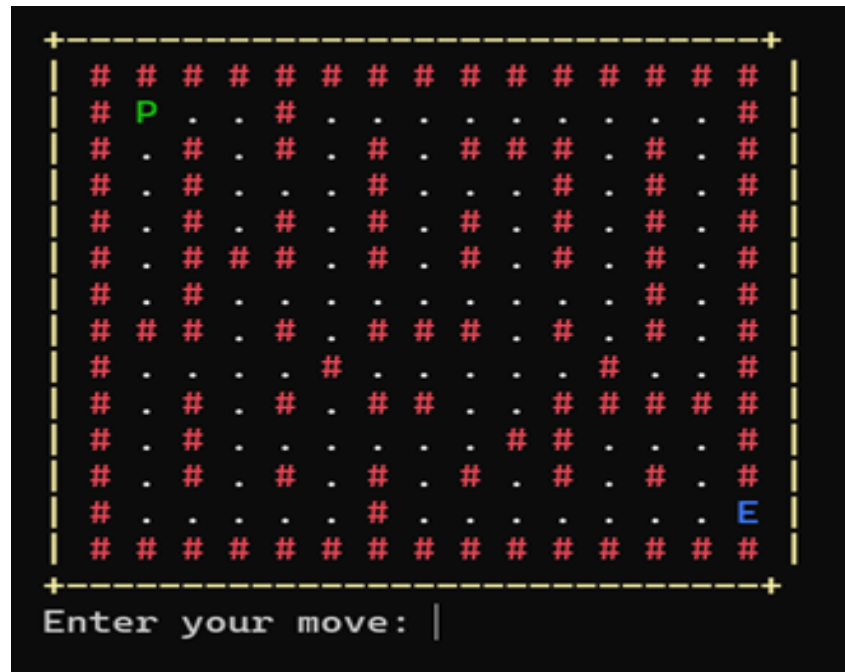 +-------------------------------+
| # # # # # # # # # # # # # # # |
| # P . . # . . . . . . . . . # |
| # . # . # . # . # # # . # . # |
| # . # . . . # . . . # . # . # |
| # . # . # . # . # . # . # . # |
| # . # # # . # . # . # . # . # |
| # . # . . . . . . . . . # . # |
| # # # . # . # # # . # . # . # |
| # . . . . # . . . . . # . . # |
| # . # . # . # # . . # # # # # |
| # . # . . . . . . # # . . . # |
| # . # . # . # . # . # . # . # |
| # . . . . . # . . . . . . . E |
| # # # # # # # # # # # # # # # |
+-------------------------------+
Enter your move: